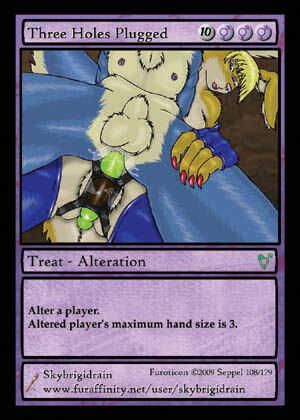 Three Holes Plugged
10
Treat - Alteration
Alter a player.
Altered player's maximum hand size is 3.
Skybrigidrain
Furoticon ©2009 Seppel 108/179
www.furaffinity.net/user/skybrigidrain